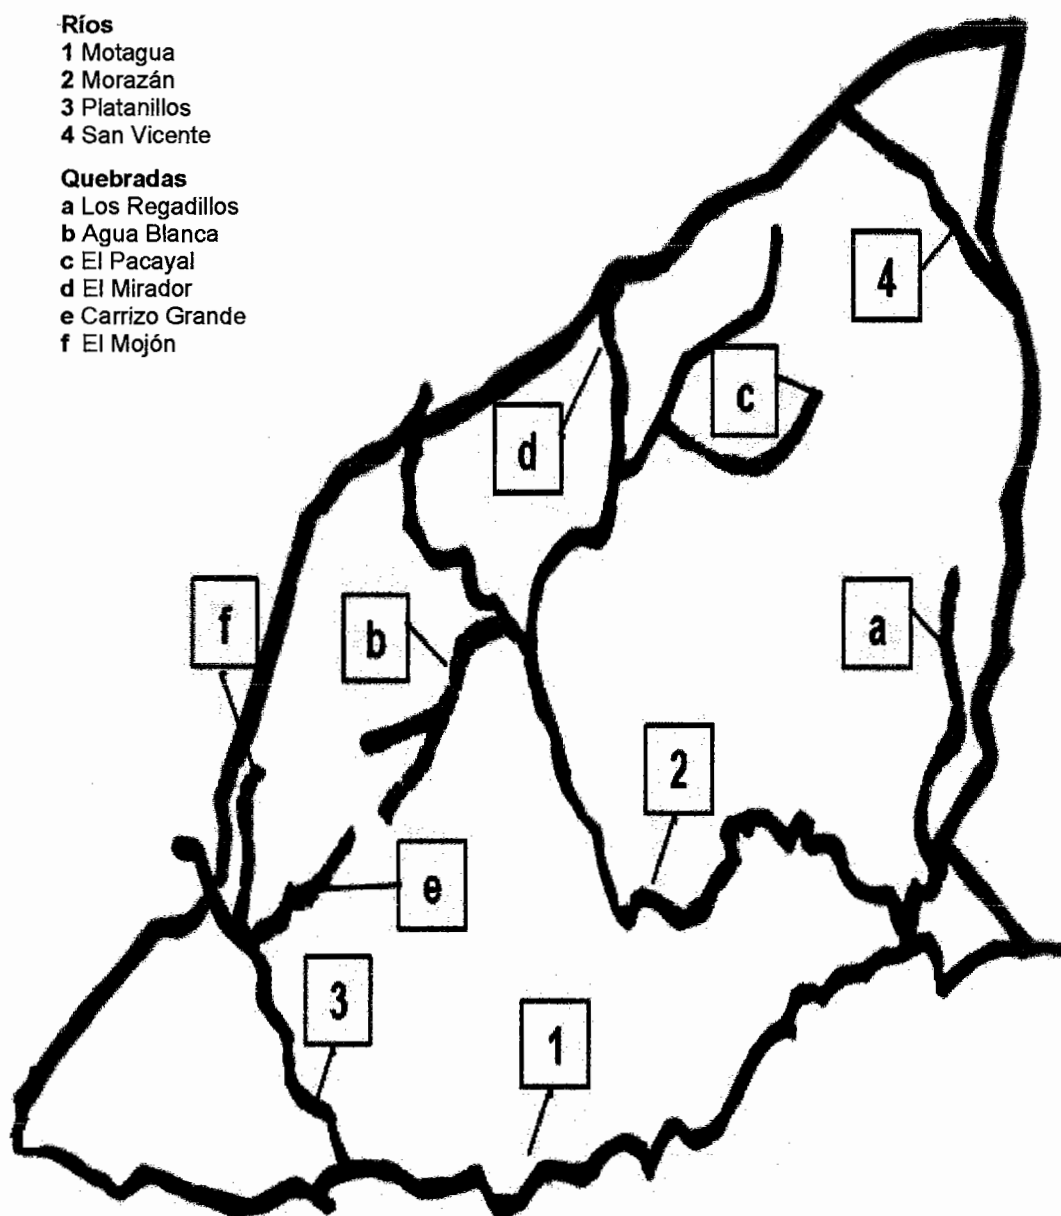 Ríos
1 Motagua
2 Morazán
3 Platanillos
4 San Vicente
Quebradas
a Los Regadillos
b Agua Blanca
c El Pacayal
d El Mirador
e Carrizo Grande
f El Mojón
4
c
d
f
b
a
2
e
3
1